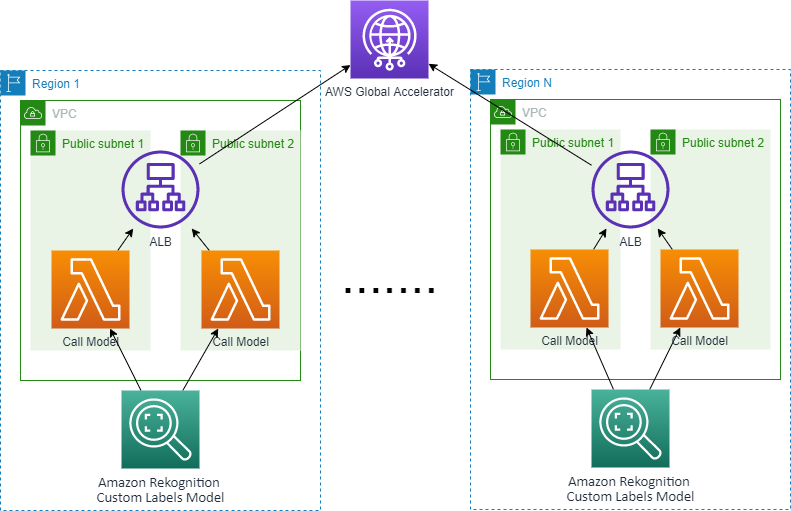 AWS Global Accelerator
Region 1
VPC
Public subnet 1
Public subnet 2
ALB
Call Model
Call Model
Amazon Rekognition
Custom Labels Model
.......
Region N
VPC
Public subnet 1
Public subnet 2
ALB
Call Model
Call Model
Amazon Rekognition
Custom Labels Model